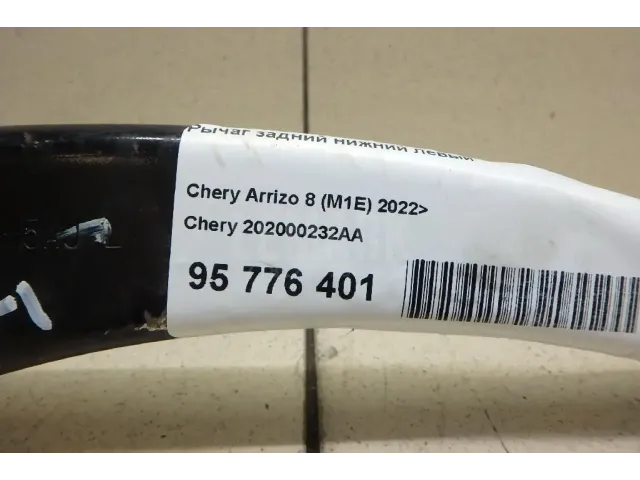 Рычаг задний нижний левый
Chery Arrizo 8 (M1E) 2022>
Chery 202000232AA
95 776 401